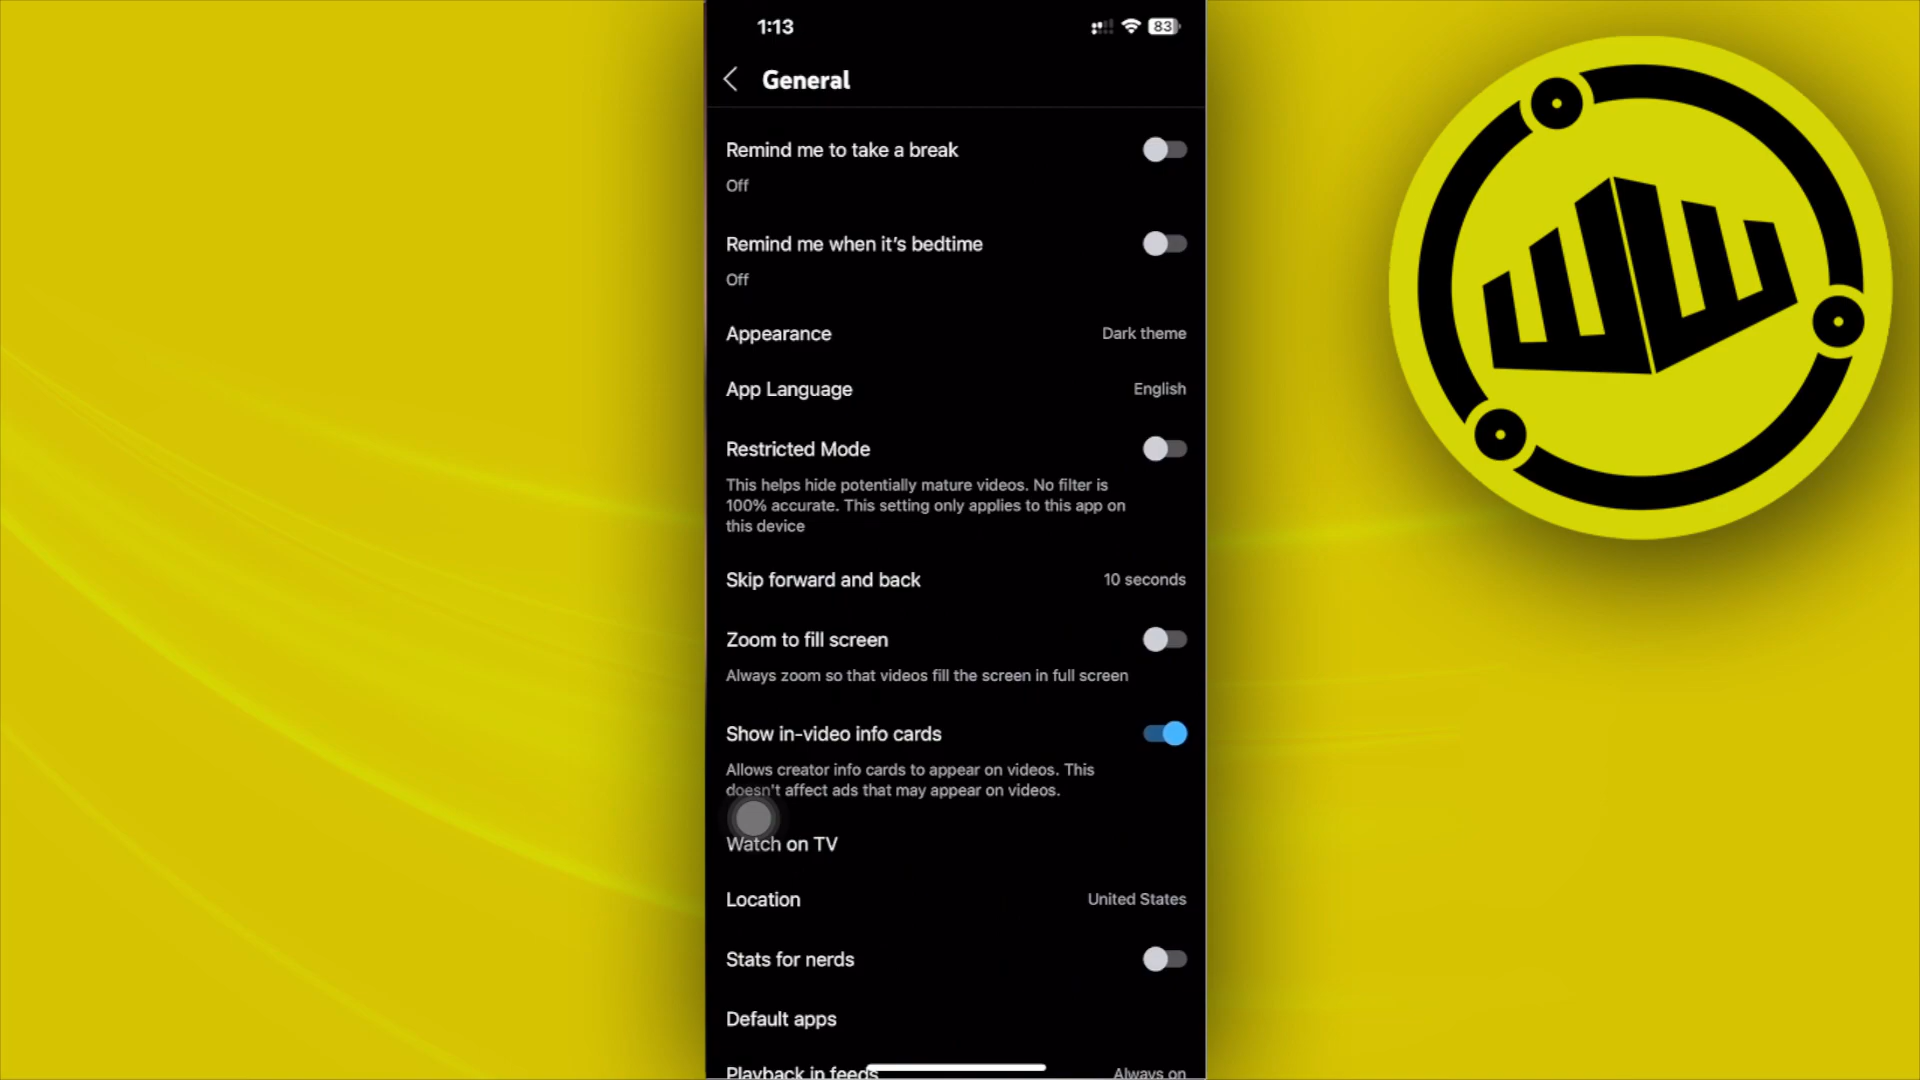 1:13
83
General
Remind me to take a break
Off
Remind me when it's bedtime
Off
Appearance
Dark theme
App Language
English
Restricted Mode
This helps hide potentially mature videos. No filter is
100% accurate. This setting only applies to this app on
this device
Skip forward and back
10 seconds
Zoom to fill screen
Always zoom so that videos fill the screen in full screen
Show in-video info cards
Allows creator info cards to appear on videos. This
doesn't affect ads that may appear on videos.
Watch on TV
Location
United States
Stats for nerds
Default apps
Playback in feeds
Always on